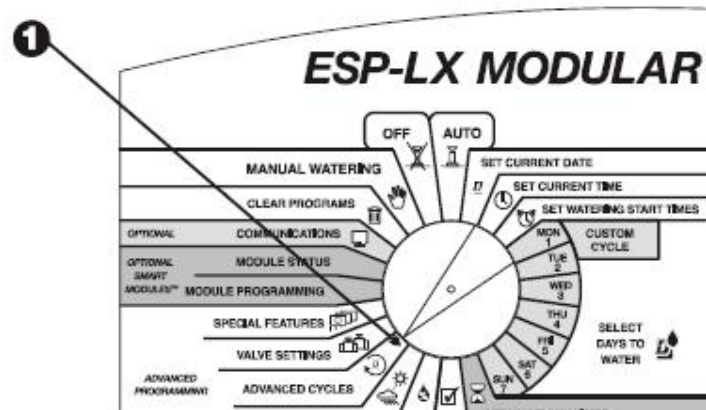 1
ESP-LX MODULAR
OFF
AUTO
MANUAL WATERING
SET CURRENT DATE
CLEAR PROGRAMS
SET CURRENT TIME
SET WATERING START TIMES
OPTIONAL
COMMUNICATIONS
MON
1
CUSTOM
CYCLE
OPTIONAL
SMART
MODULES™
MODULE STATUS
MODULE PROGRAMMING
TUE
2
WED
3
THU
4
FRI
5
SAT
6
SUN
7
SELECT
DAYS TO
WATER
SPECIAL FEATURES
VALVE SETTINGS
ADVANCED
PROGRAMMING
ADVANCED CYCLES